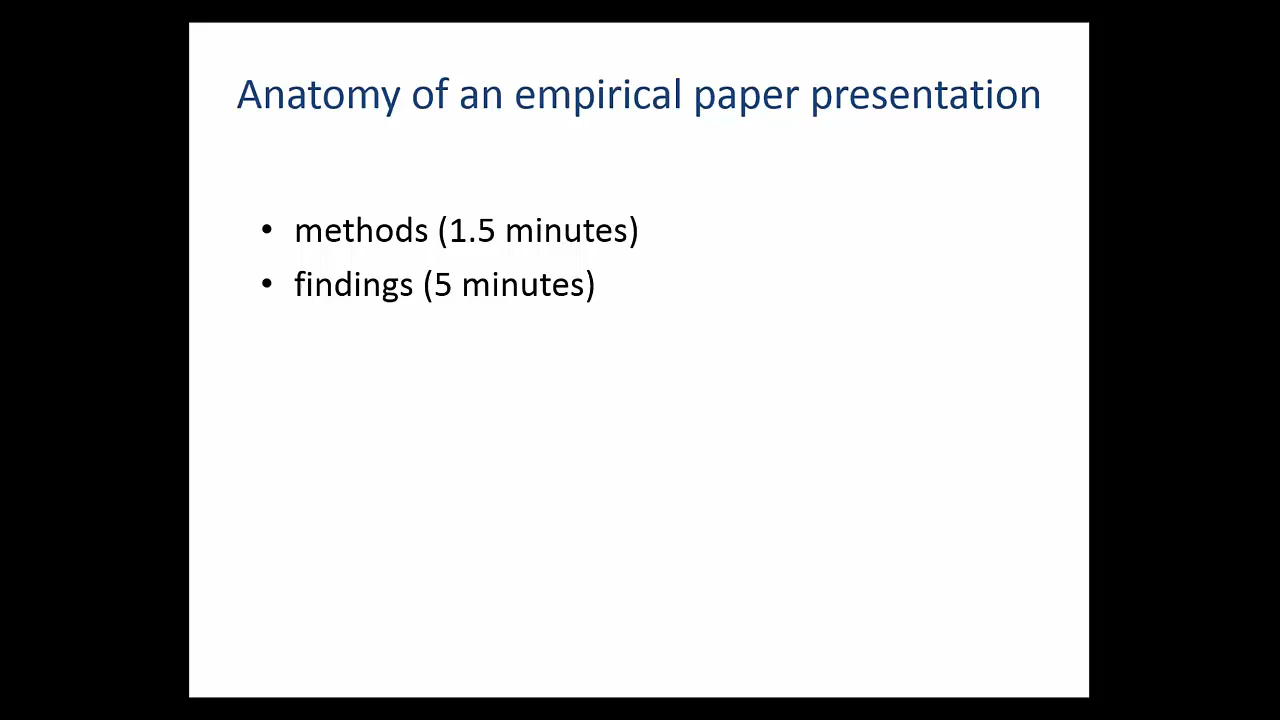 Anatomy of an empirical paper presentation
• methods (1.5 minutes)
• findings (5 minutes)